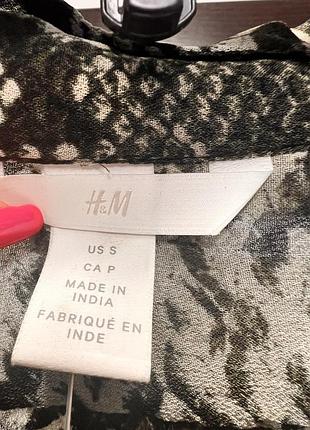 H&M
US S
CA P
MADE IN
INDIA
FABRIQUÉ EN
INDE